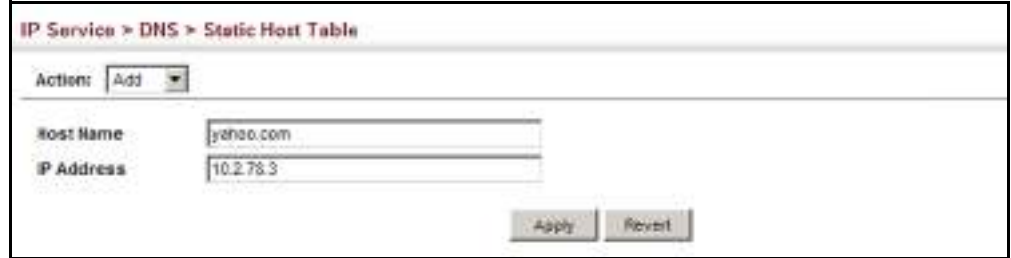 IP Service > DNS > Static Host Table
Action: Add
Host Name yahoo.com
IP Address 10.2.78.3
Apply Revert